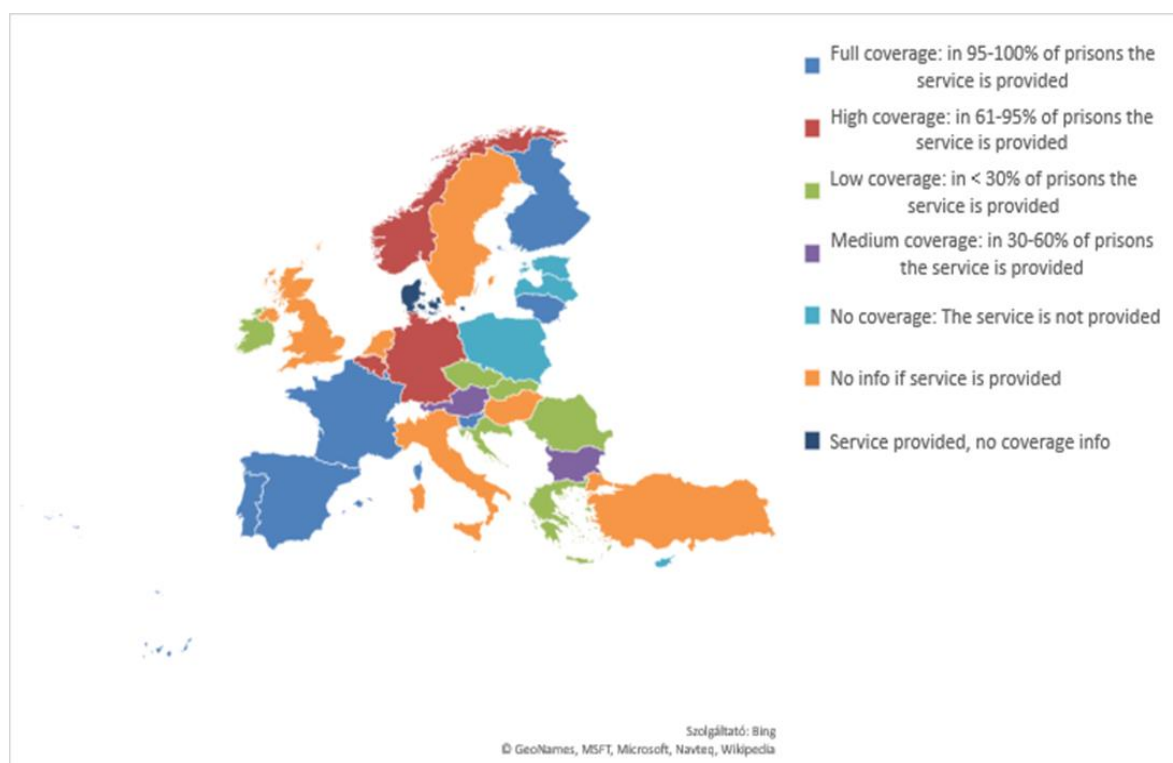 Full coverage: in 95-100% of prisons the
service is provided
High coverage: in 61-95% of prisons the
service is provided
Low coverage: in < 30% of prisons the
service is provided
Medium coverage: in 30-60% of prisons
the service is provided
No coverage: The service is not provided
No info if service is provided
Service provided, no coverage info
Szolgáltató: Bing
© GeoNames, MSFT, Microsoft, Navteq, Wikipedia